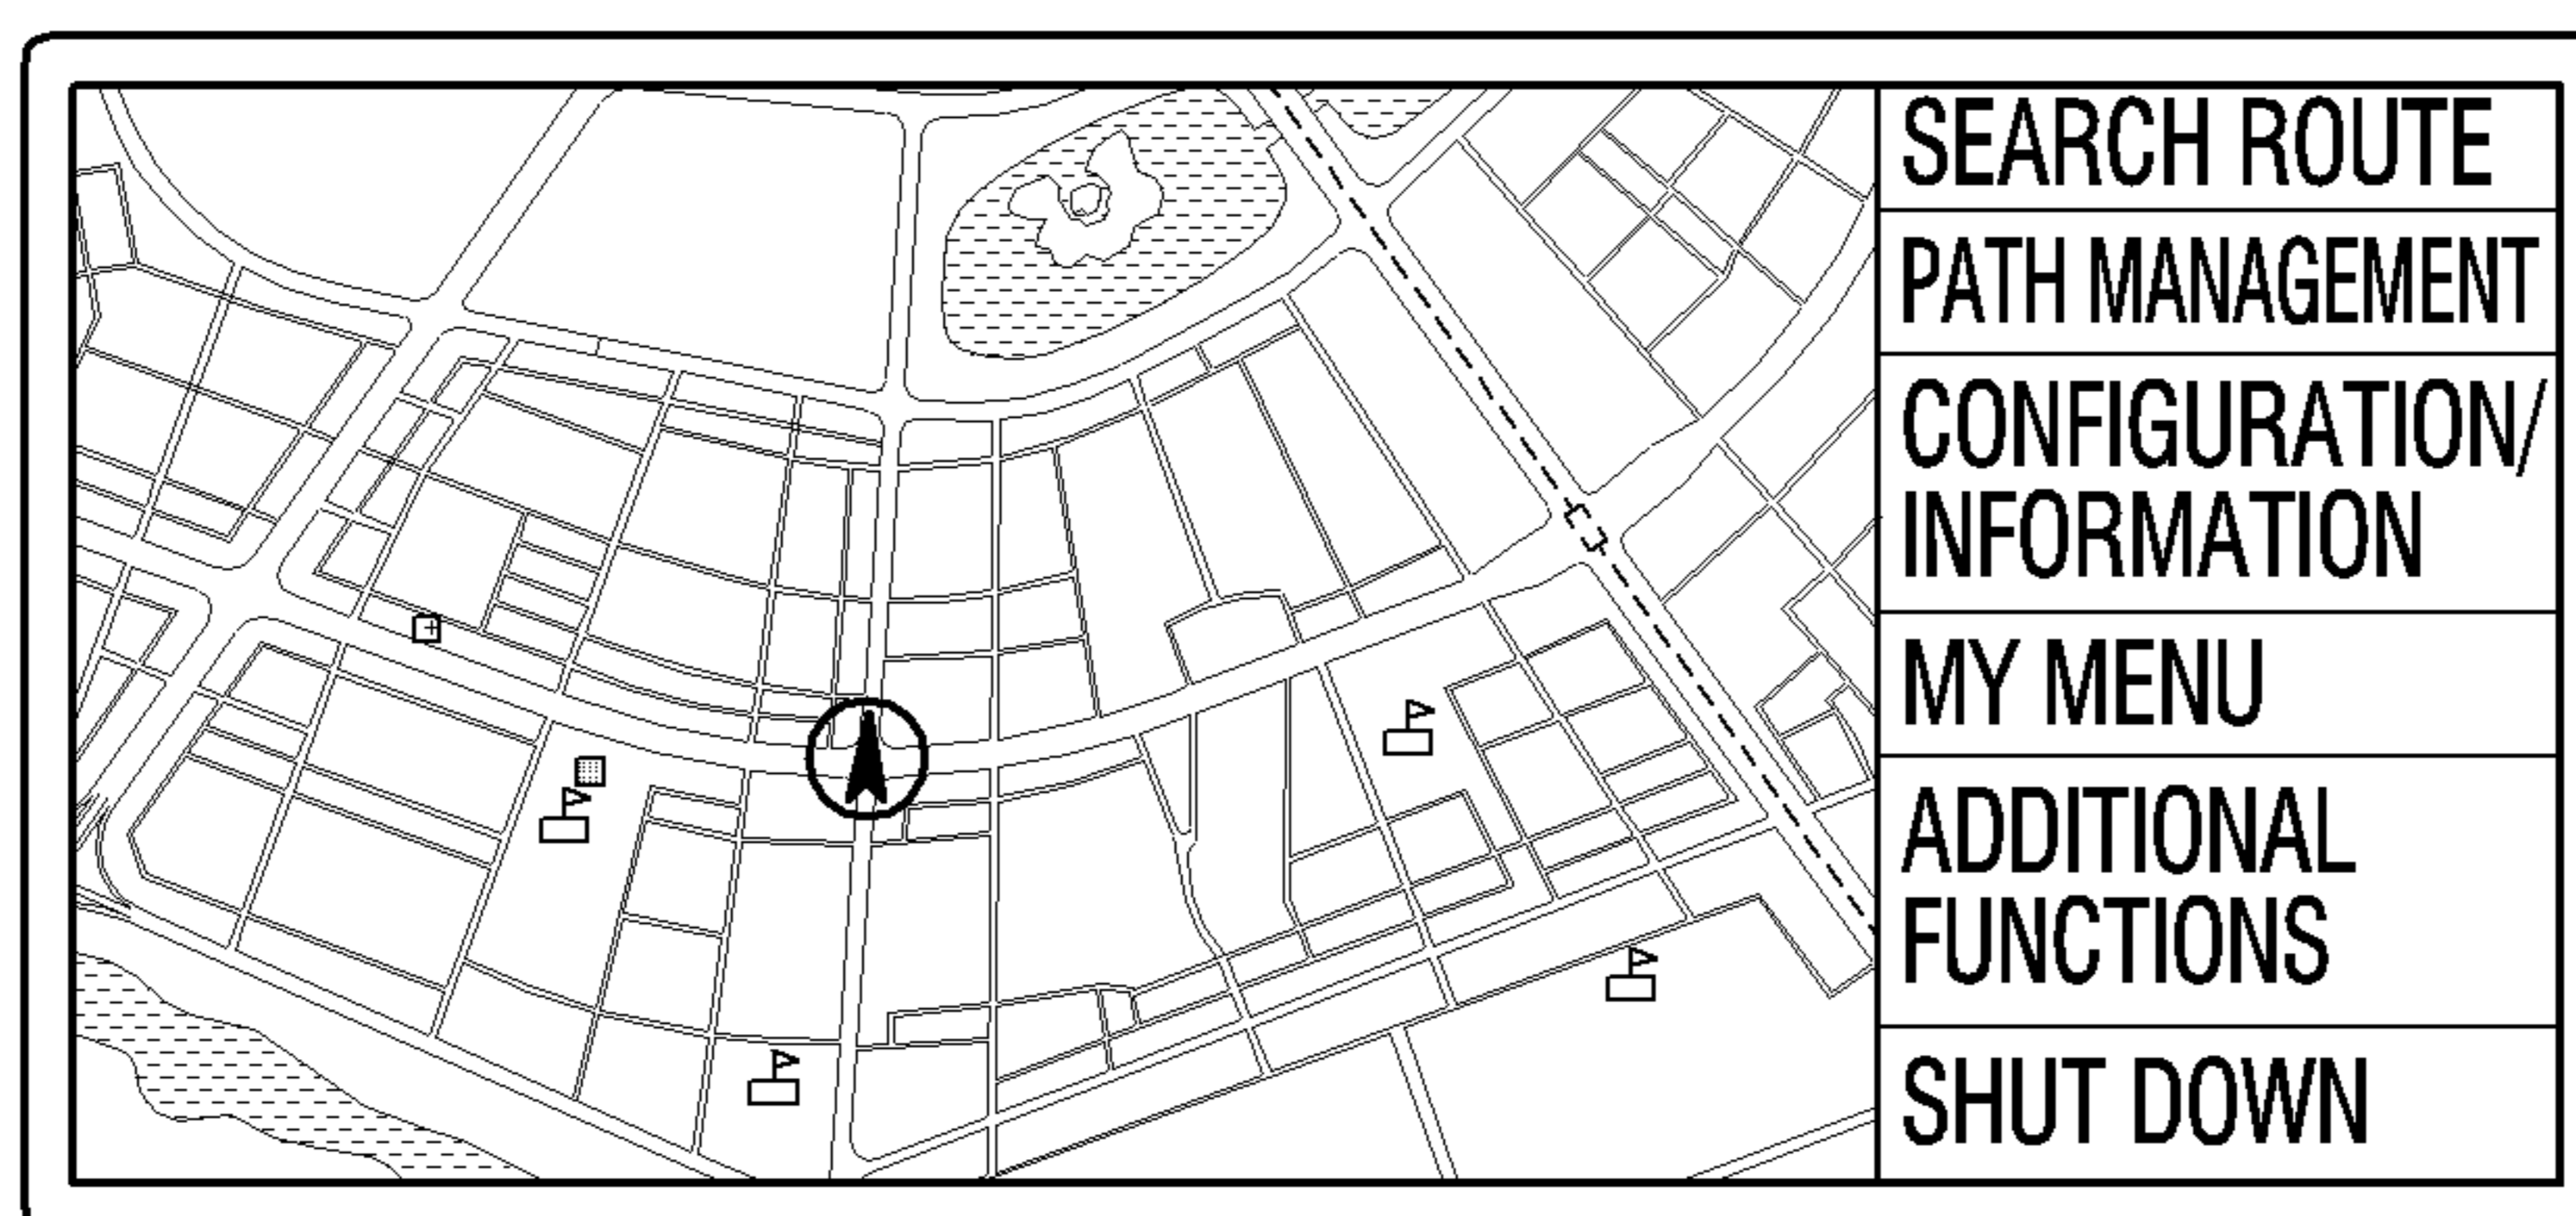 SEARCH ROUTE
PATH MANAGEMENT
CONFIGURATION/
INFORMATION
MY MENU
ADDITIONAL
FUNCTIONS
SHUT DOWN